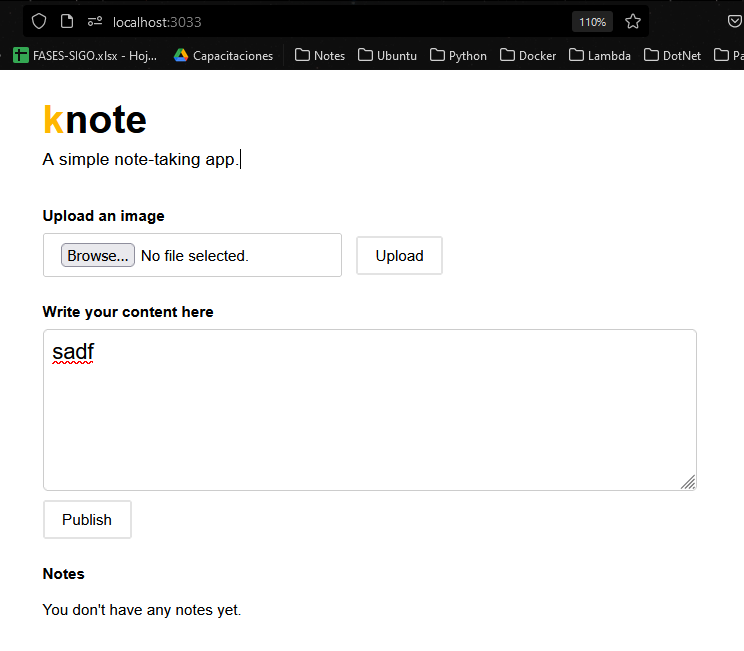 localhost:3033 110%
FASES-SIGO.xlsx - Hoj... Capacitaciones Notes Ubuntu Python Docker Lambda DotNet Pa
knote
A simple note-taking app.
Upload an image
Browse... No file selected. Upload
Write your content here
sadf
Publish
Notes
You don't have any notes yet.